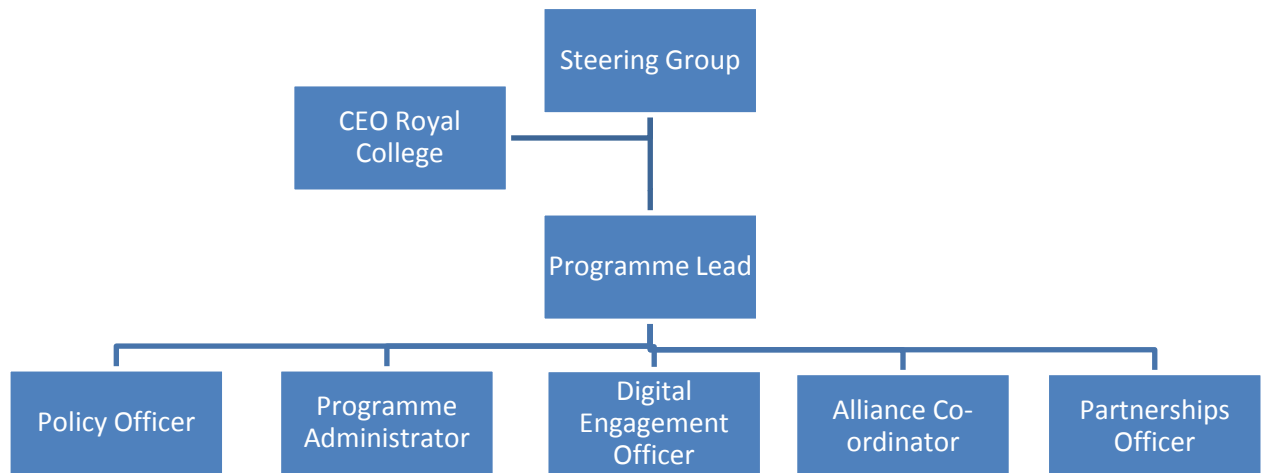 Steering Group
CEO Royal
College
Programme Lead
Policy Officer
Programme
Administrator
Digital
Engagement
Officer
Alliance Co-
ordinator
Partnerships
Officer